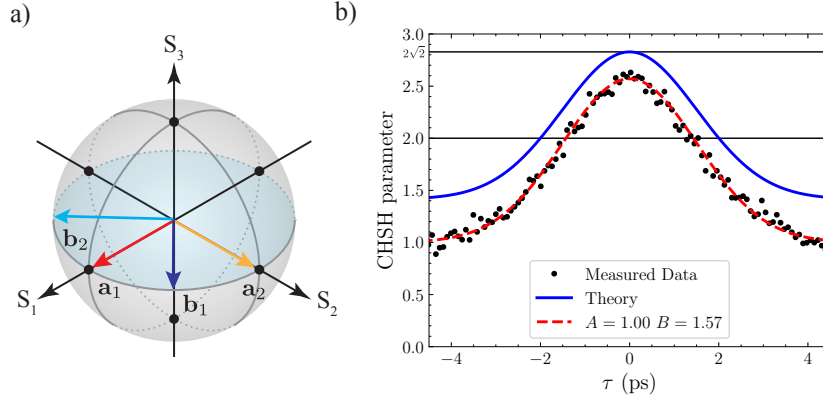 a)
S3
b2
a1
a2
b1
S1
S2
b)
CHSH parameter
3.0
2√2
2.5
2.0
1.5
1.0
0.5
0.0
Measured Data
Theory
A = 1.00 B = 1.57
−4 −2 0 2 4
τ (ps)